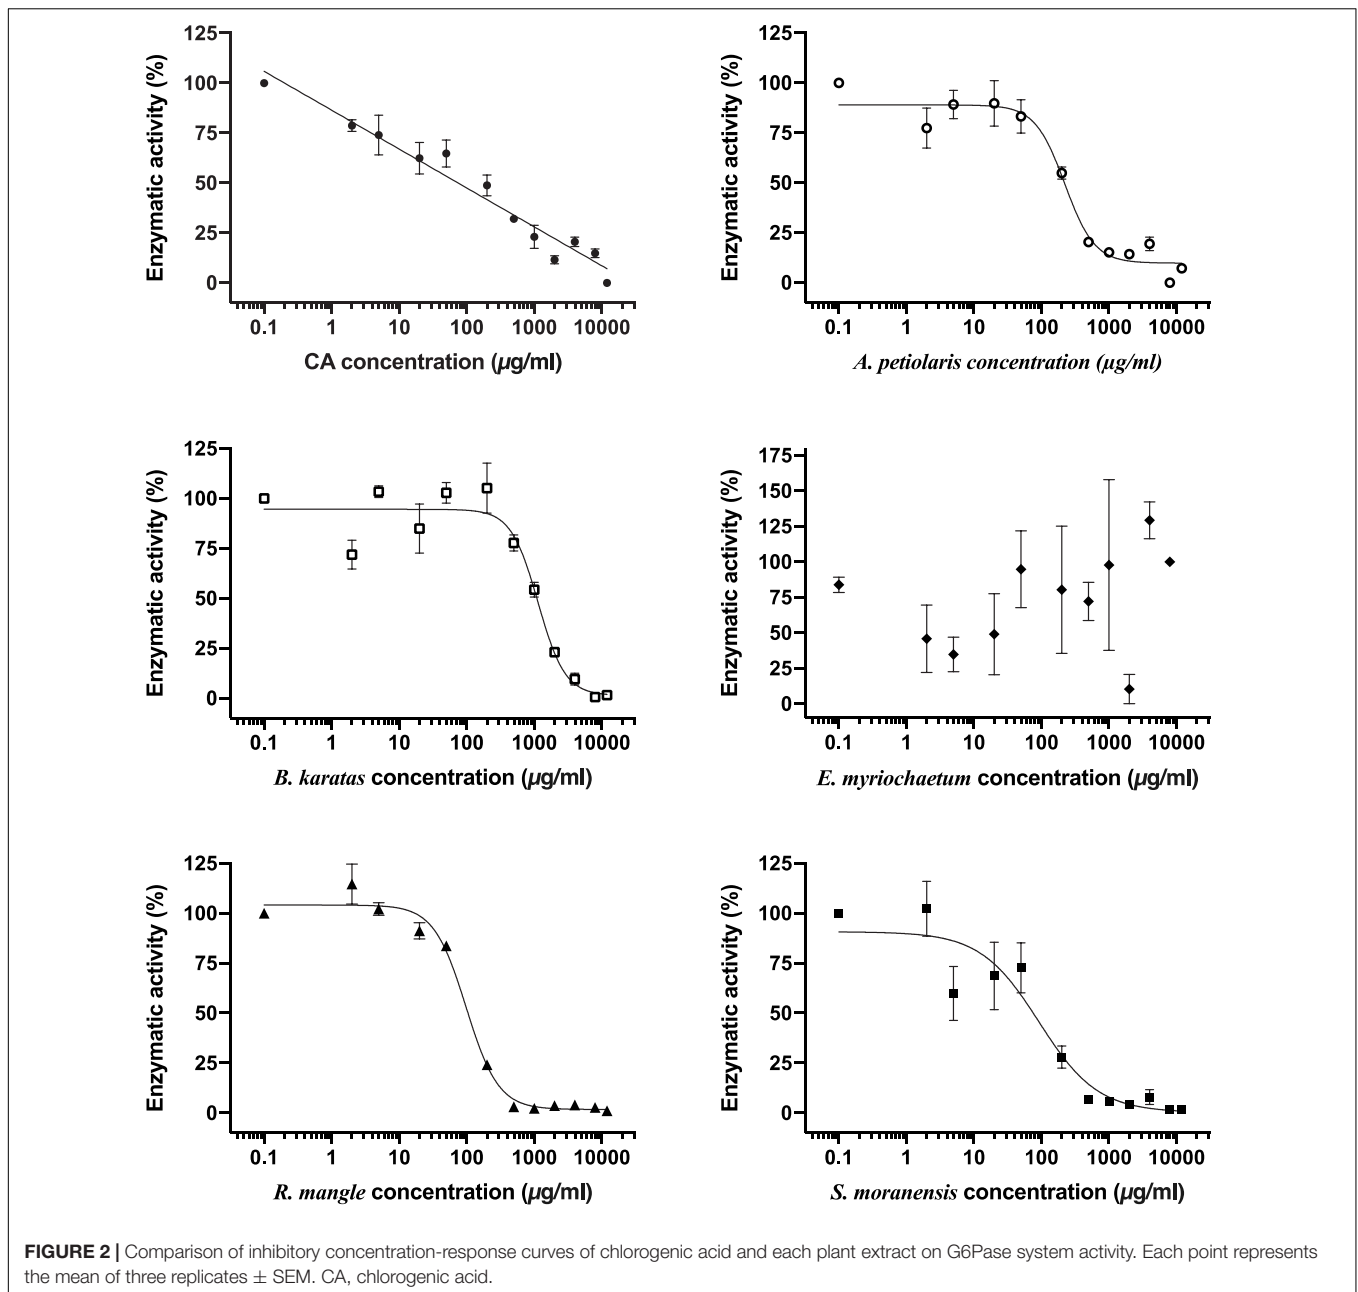 125
100
75
50
25
0
Enzymatic activity (%)
0.1 1 10 100 1000 10000
CA concentration (µg/ml)
125
100
75
50
25
0
Enzymatic activity (%)
0.1 1 10 100 1000 10000
A. petiolaris concentration (µg/ml)
125
100
75
50
25
0
Enzymatic activity (%)
0.1 1 10 100 1000 10000
B. karatas concentration (µg/ml)
175
150
125
100
75
50
25
0
Enzymatic activity (%)
0.1 1 10 100 1000 10000
E. myriochaetum concentration (µg/ml)
125
100
75
50
25
0
Enzymatic activity (%)
0.1 1 10 100 1000 10000
R. mangle concentration (µg/ml)
125
100
75
50
25
0
Enzymatic activity (%)
0.1 1 10 100 1000 10000
S. moranensis concentration (µg/ml)
FIGURE 2 | Comparison of inhibitory concentration-response curves of chlorogenic acid and each plant extract on G6Pase system activity. Each point represents
the mean of three replicates ± SEM. CA, chlorogenic acid.